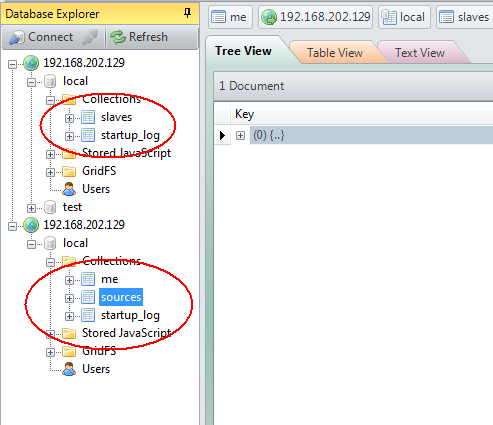 Database Explorer
Connect Refresh
192.168.202.129
local
Collections
slaves
startup_log
Stored JavaScript
GridFS
Users
test
192.168.202.129
local
Collections
me
sources
startup_log
Stored JavaScript
GridFS
Users
me 192.168.202.129 local slaves
Tree View Table View Text View
1 Document
Key
(0) {..}